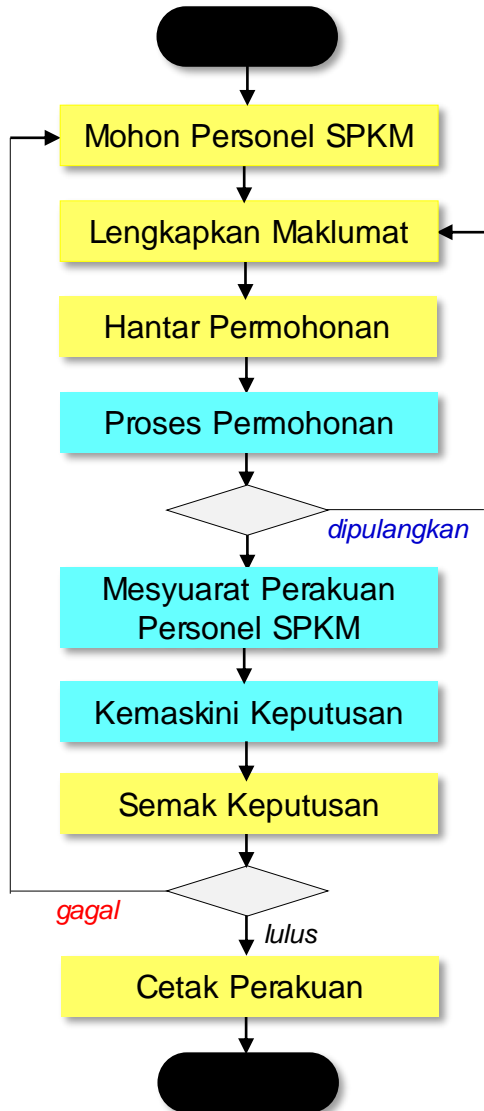 Mohon Personel SPKM
Lengkapkan Maklumat
Hantar Permohonan
Proses Permohonan
dipulangkan
Mesyuarat Perakuan
Personel SPKM
Kemaskini Keputusan
Semak Keputusan
gagal
lulus
Cetak Perakuan